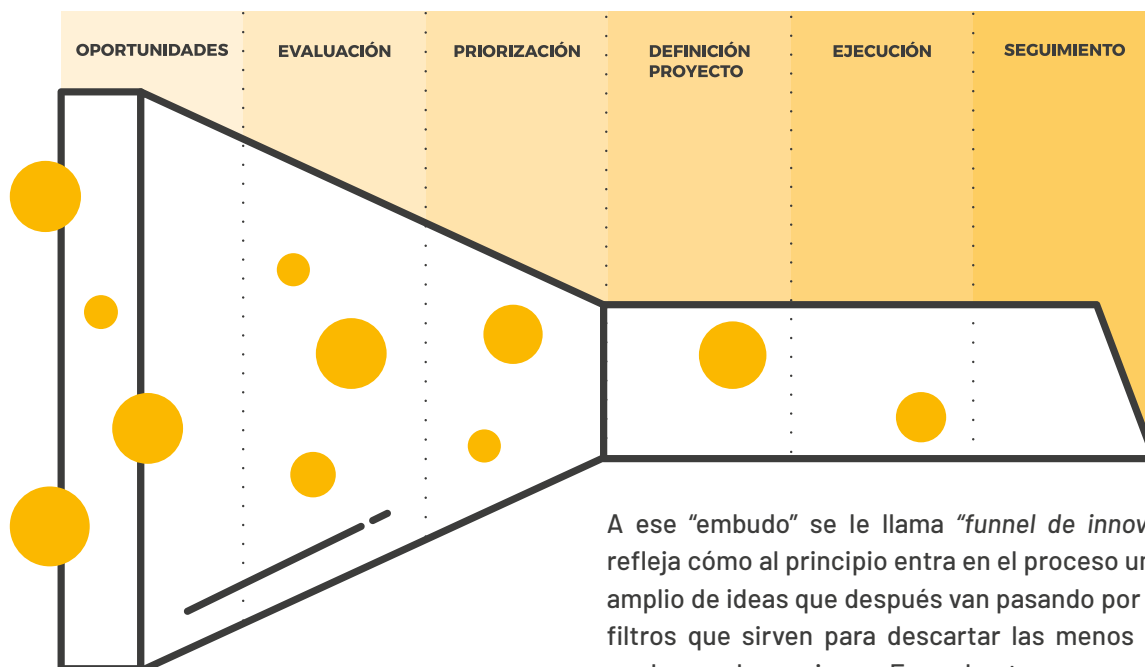 OPORTUNIDADES
EVALUACIÓN
PRIORIZACIÓN
DEFINICIÓN
PROYECTO
EJECUCIÓN
SEGUIMIENTO
A ese “embudo” se le llama “funnel de innov
refleja cómo al principio entra en el proceso un
amplio de ideas que después van pasando por
filtros que sirven para descartar las menos